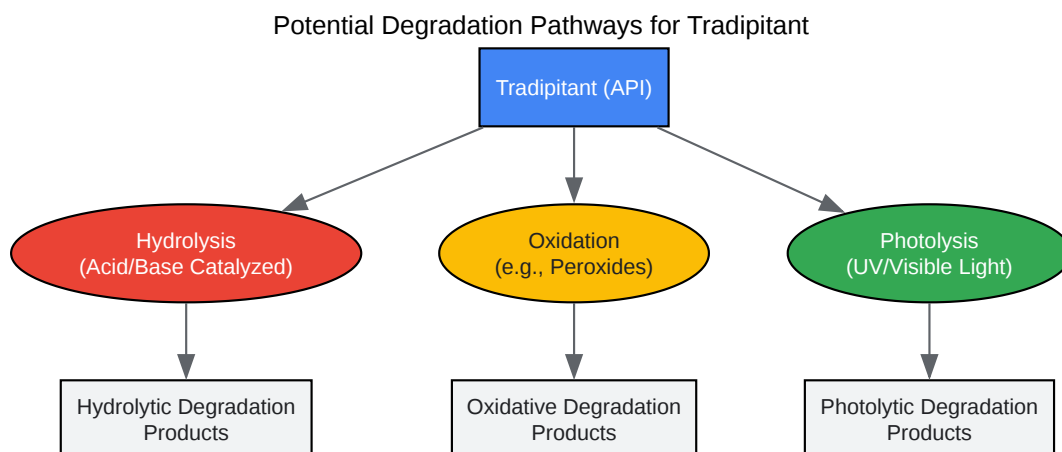 Potential Degradation Pathways for Tradipitant
Tradipitant (API)
Hydrolysis
(Acid/Base Catalyzed)
Oxidation
(e.g., Peroxides)
Photolysis
(UV/Visible Light)
Hydrolytic Degradation
Products
Oxidative Degradation
Products
Photolytic Degradation
Products